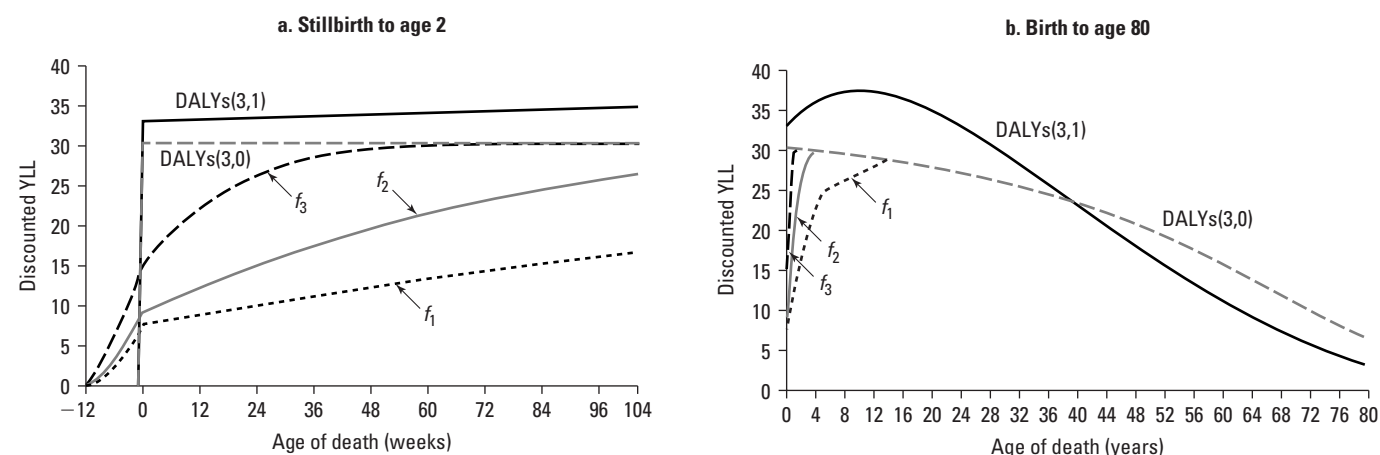 a. Stillbirth to age 2
40
35
30
25
20
15
10
5
0
Discounted YLL
DALYs(3,1)
DALYs(3,0)
f3
f2
f1
−12 0 12 24 36 48 60 72 84 96 104
Age of death (weeks)
b. Birth to age 80
40
35
30
25
20
15
10
5
0
Discounted YLL
DALYs(3,1)
DALYs(3,0)
f1
f2
f3
0 4 8 12 16 20 24 28 32 36 40 44 48 52 56 60 64 68 72 76 80
Age of death (years)